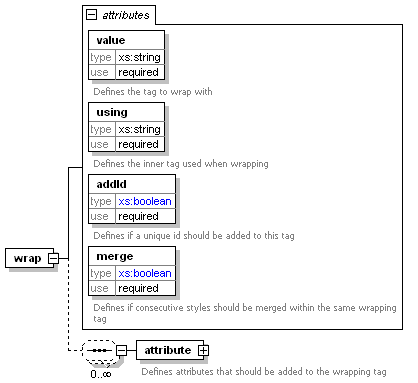 attributes
value
type xs:string
use required
Defines the tag to wrap with
using
type xs:string
use required
Defines the inner tag used when wrapping
addId
type xs:boolean
use required
Defines if a unique id should be added to this tag
merge
type xs:boolean
use required
Defines if consecutive styles should be merged within the same wrapping
tag
wrap
attribute
0..∞
Defines attributes that should be added to the wrapping tag